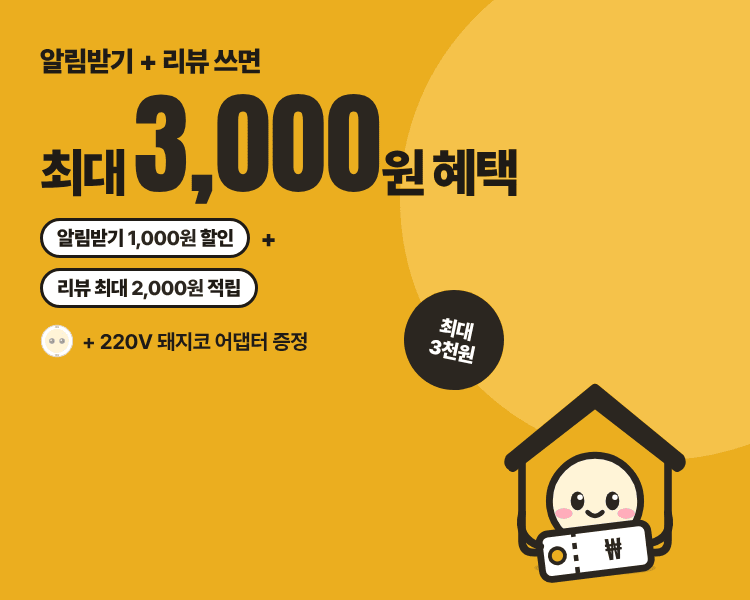 알림받기 + 리뷰 쓰면
최대 3,000원 혜택
알림받기 1,000원 할인 +
리뷰 최대 2,000원 적립
+ 220V 돼지코 어댑터 증정
최대
3천원
₩